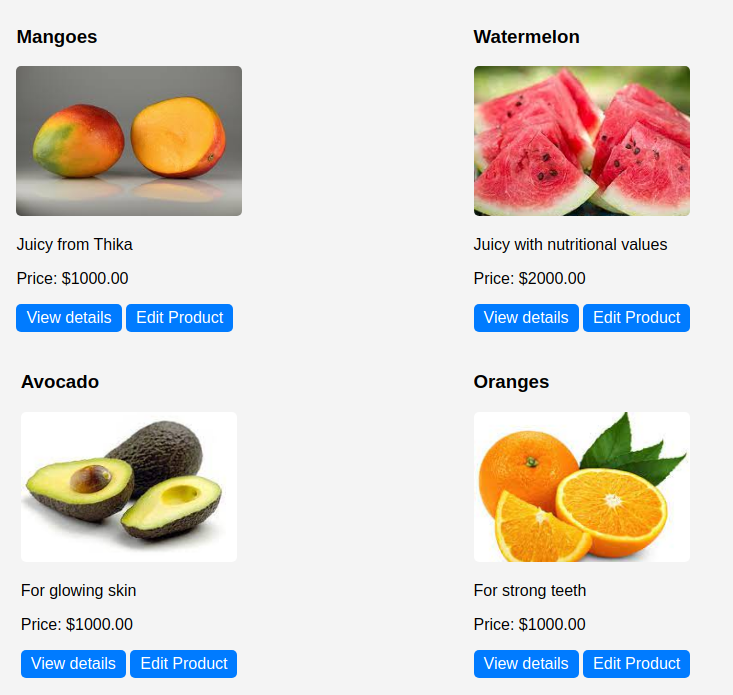 Mangoes
Watermelon
Juicy from Thika
Juicy with nutritional values
Price: $1000.00
Price: $2000.00
View details Edit Product
View details Edit Product
Avocado
Oranges
For glowing skin
For strong teeth
Price: $1000.00
Price: $1000.00
View details Edit Product
View details Edit Product